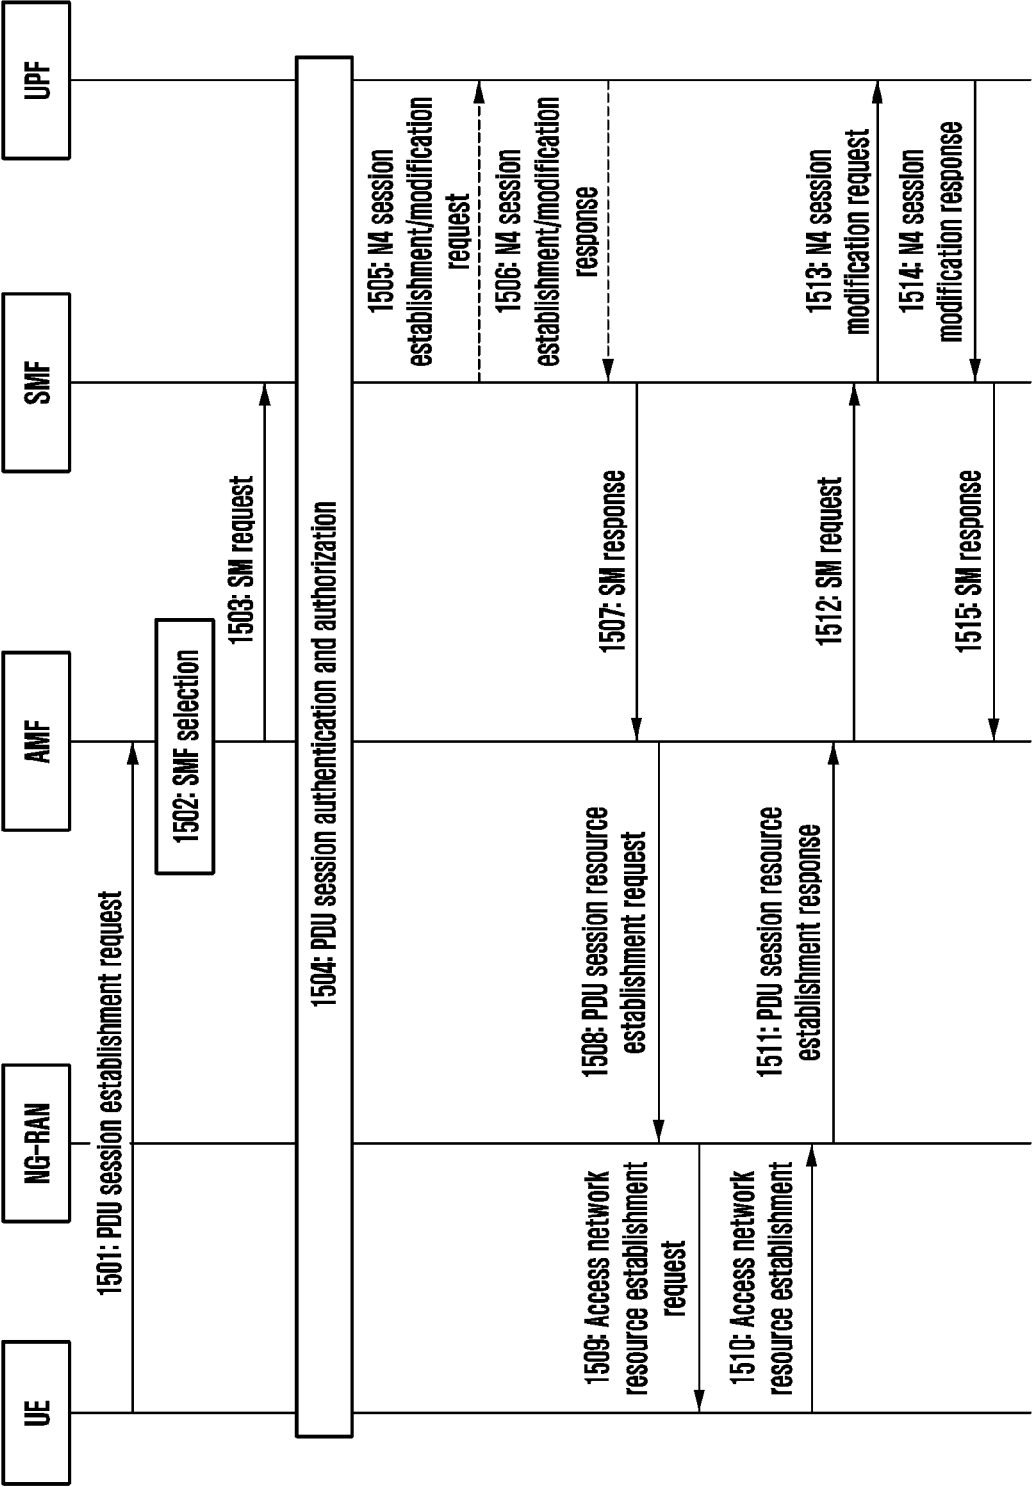 UE
NG-RAN
AMF
SMF
UPF
1501: PDU session establishment request
1502: SMF selection
1503: SM request
1504: PDU session authentication and authorization
1505: N4 session
establishment/modification
request
1506: N4 session
establishment/modification
response
1507: SM response
1508: PDU session resource
establishment request
1509: Access network
resource establishment
request
1510: Access network
resource establishment
1511: PDU session resource
establishment response
1512: SM request
1513: N4 session
modification request
1514: N4 session
modification response
1515: SM response